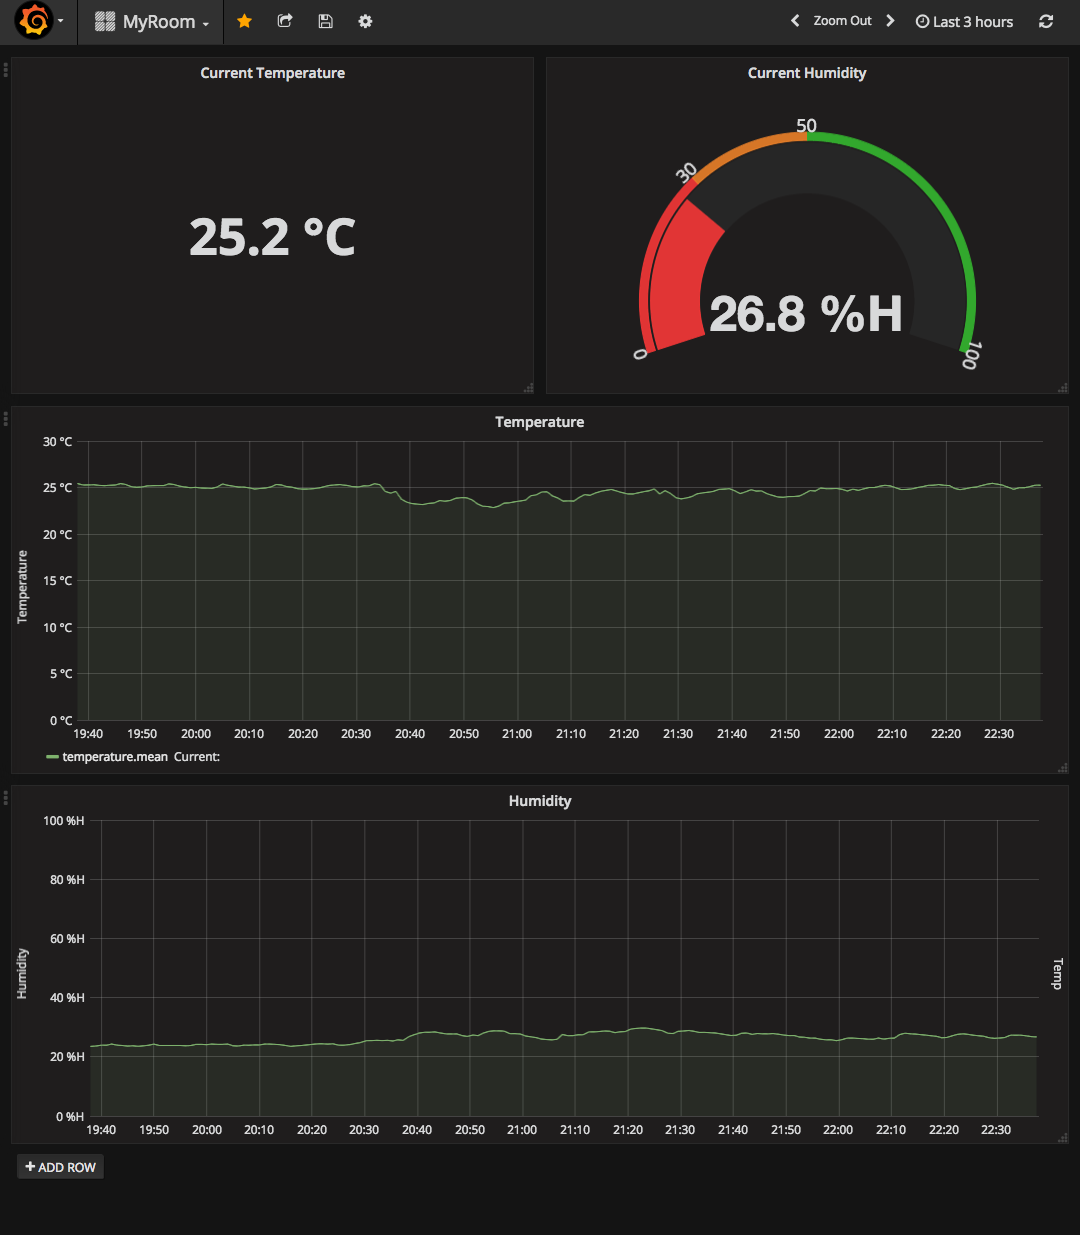 MyRoom
Zoom Out
Last 3 hours
Current Temperature
25.2 °C
Current Humidity
0
30
50
100
26.8 %H
Temperature
Temperature
30 °C
25 °C
20 °C
15 °C
10 °C
5 °C
0 °C
19:40 19:50 20:00 20:10 20:20 20:30 20:40 20:50 21:00 21:10 21:20 21:30 21:40 21:50 22:00 22:10 22:20 22:30
temperature.mean Current:
Humidity
Humidity
100 %H
80 %H
60 %H
40 %H
20 %H
0 %H
Temp
19:40 19:50 20:00 20:10 20:20 20:30 20:40 20:50 21:00 21:10 21:20 21:30 21:40 21:50 22:00 22:10 22:20 22:30
+ ADD ROW